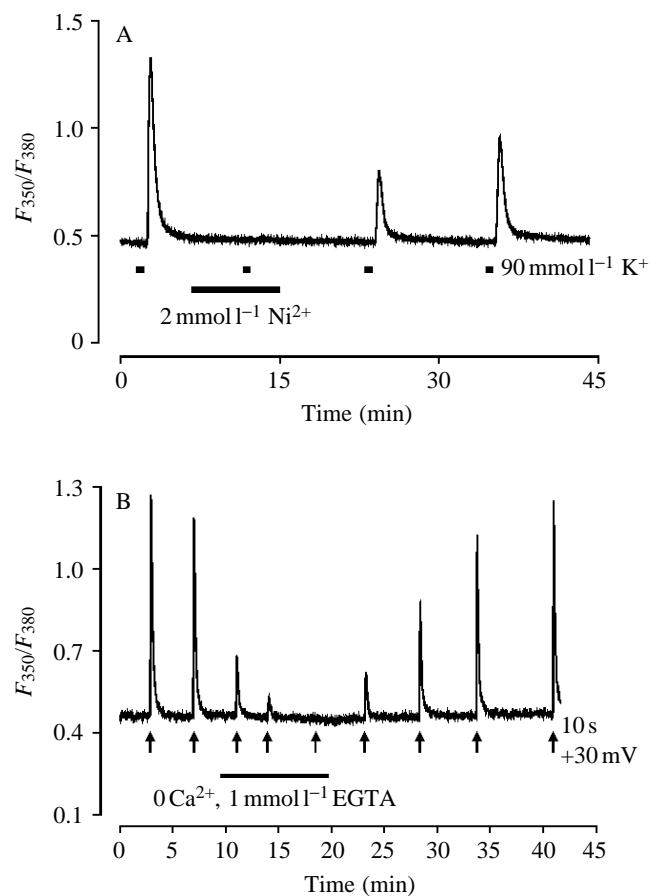 A
1.5
1.0
0.5
0
F350/F380
90 mmol l⁻¹ K⁺
2 mmol l⁻¹ Ni²⁺
0 15 30 45
Time (min)
B
1.3
1.0
0.7
0.4
0.1
F350/F380
10 s
+30 mV
0 Ca²⁺, 1 mmol l⁻¹ EGTA
0 5 10 15 20 25 30 35 40 45
Time (min)